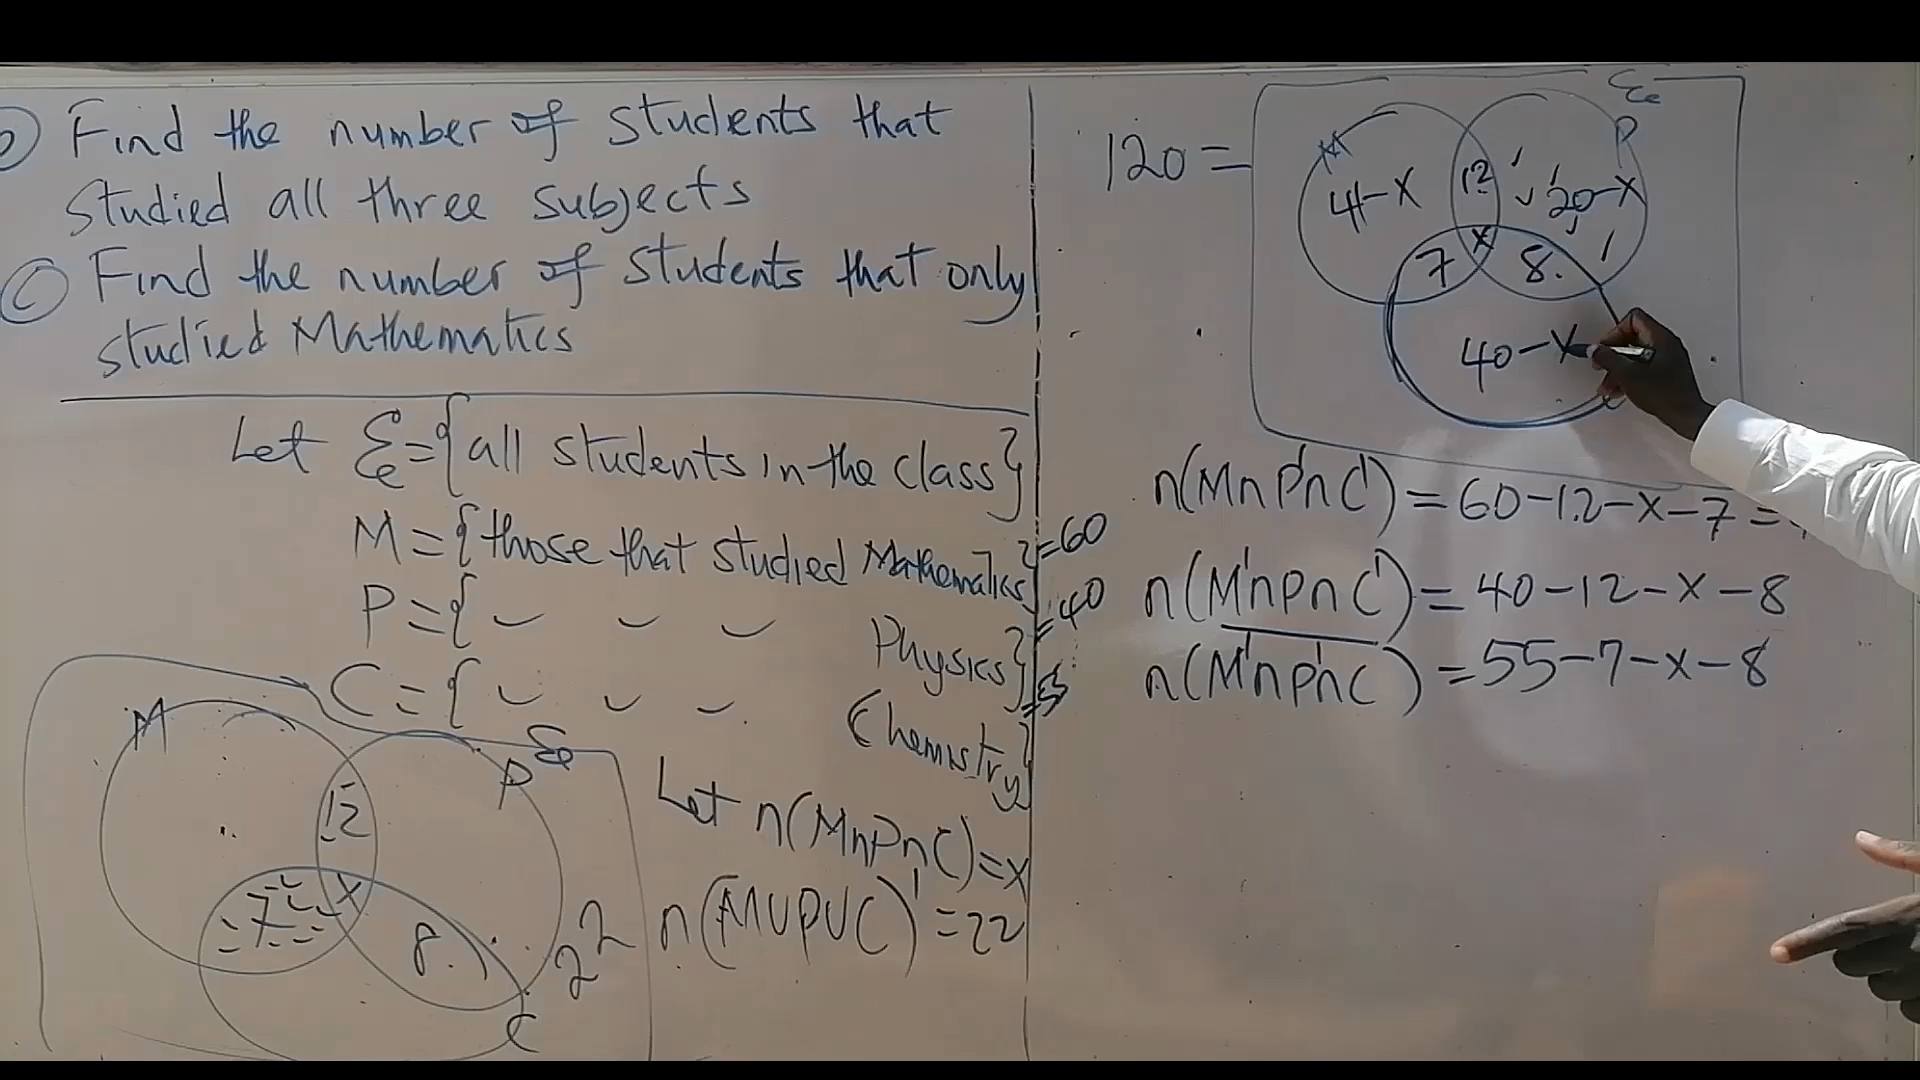 Find the number of students that
studied all three subjects
C Find the number of students that only
studied Mathematics
Let ℰ = {all students in the class}
M = {those that studied Mathematics} = 60
P = { Physics} = 40
C = { Chemistry} = 55
Let n(M∩P∩C) = x
n(M∪P∪C)' = 22
M
P
ℰ
12
7
x
8
22
C
120 =
ℰ
M
P
41-x
12
20-x
7
x
8
40-x
n(M∩P'∩C') = 60-12-x-7 =
n(M'∩P∩C') = 40-12-x-8
n(M'∩P'∩C) = 55-7-x-8